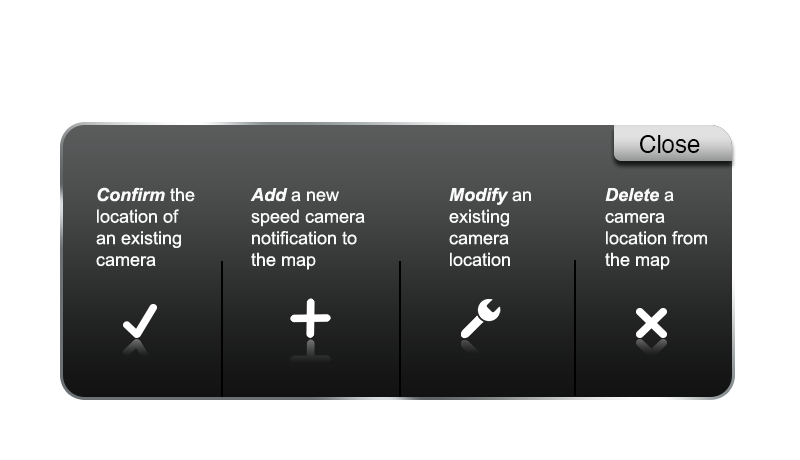 Close
Confirm the
location of
an existing
camera
Add a new
speed camera
notification to
the map
Modify an
existing
camera
location
Delete a
camera
location from
the map